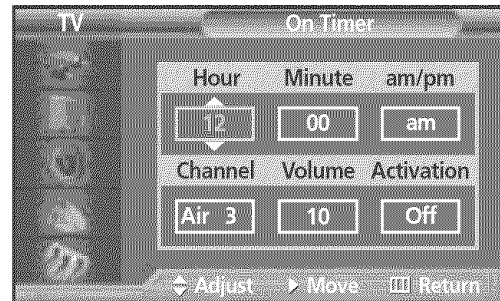 TV On Timer
Hour Minute am/pm
12 00 am
Channel Volume Activation
Air 3 10 Off
Adjust Move Return